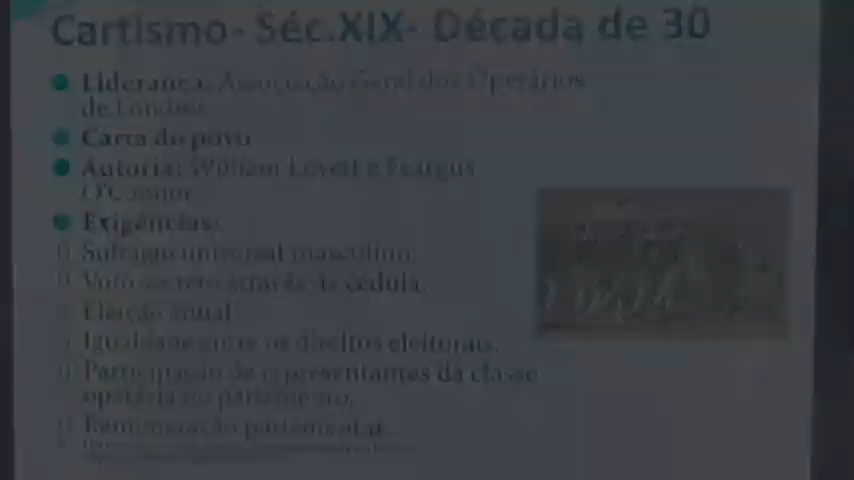 Cartismo- Séc.XIX- Década de 30
Liderança: Associação Geral dos Operários
de Londres
Carta do povo
Autoria: William Lovett e Feargus
O'Connor
Exigências:
Sufrágio universal masculino.
Voto secreto através da cédula.
Eleição anual.
Igualdade entre os direitos eleitorais.
Participação de representantes da classe
operária no parlamento.
Remuneração parlamentar.